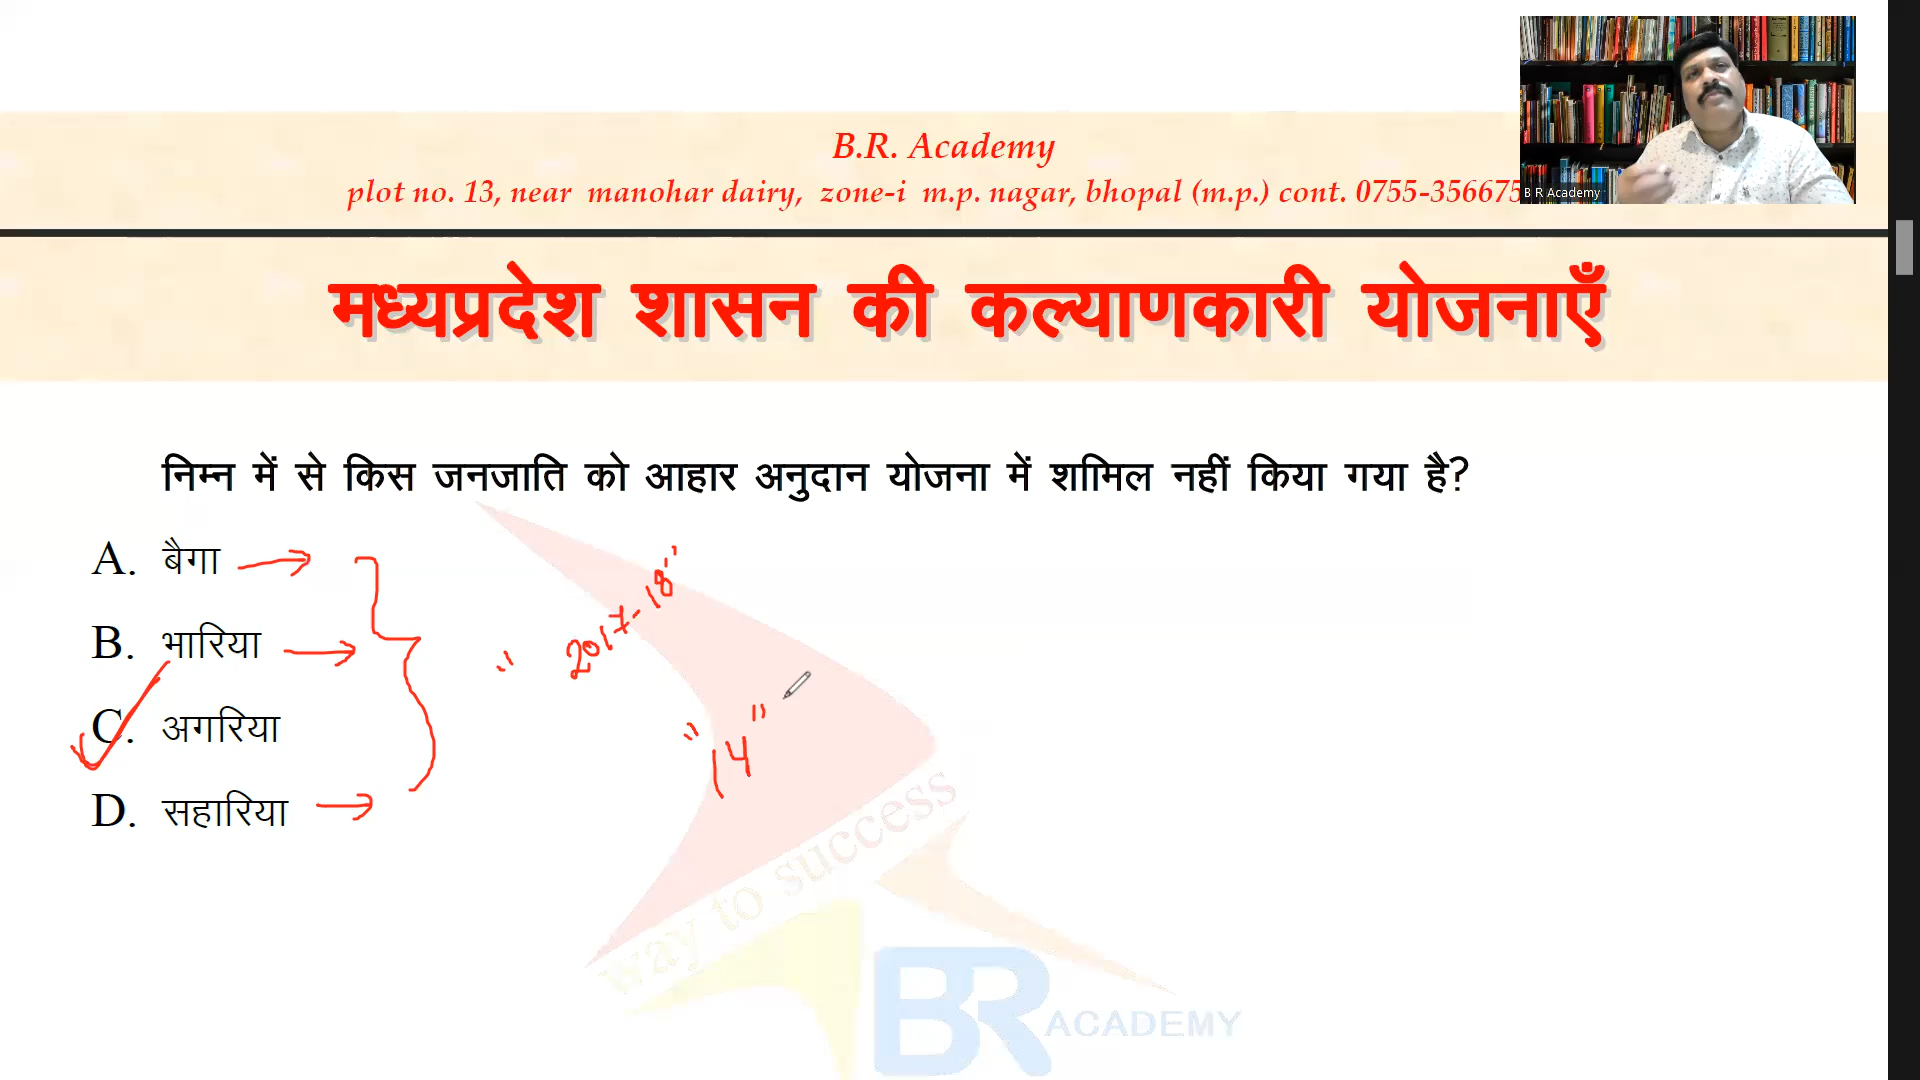 B.R. Academy
plot no. 13, near manohar dairy, zone-i m.p. nagar, bhopal (m.p.) cont. 0755-356675
B R Academy
मध्यप्रदेश शासन की कल्याणकारी योजनाएँ
निम्न में से किस जनजाति को आहार अनुदान योजना में शामिल नहीं किया गया है?
A. बैगा
B. भारिया
C. अगरिया
D. सहारिया
" 2017-18"
"14"
way to success
BR ACADEMY